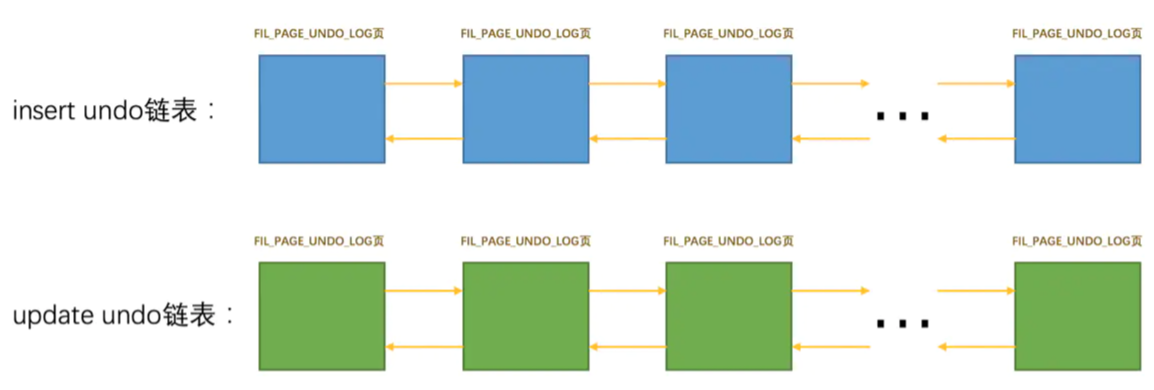 FIL_PAGE_UNDO_LOG页 FIL_PAGE_UNDO_LOG页 FIL_PAGE_UNDO_LOG页 FIL_PAGE_UNDO_LOG页
insert undo链表：
...
FIL_PAGE_UNDO_LOG页 FIL_PAGE_UNDO_LOG页 FIL_PAGE_UNDO_LOG页 FIL_PAGE_UNDO_LOG页
update undo链表：
...